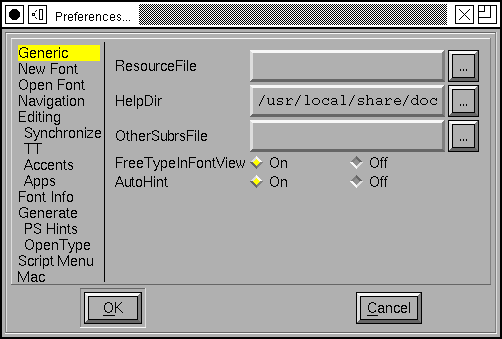 Preferences...
Generic
New Font
Open Font
Navigation
Editing
Synchronize
TT
Accents
Apps
Font Info
Generate
PS Hints
OpenType
Script Menu
Mac
ResourceFile ...
HelpDir /usr/local/share/doc ...
OtherSubrsFile ...
FreeTypeInFontView On Off
AutoHint On Off
OK Cancel